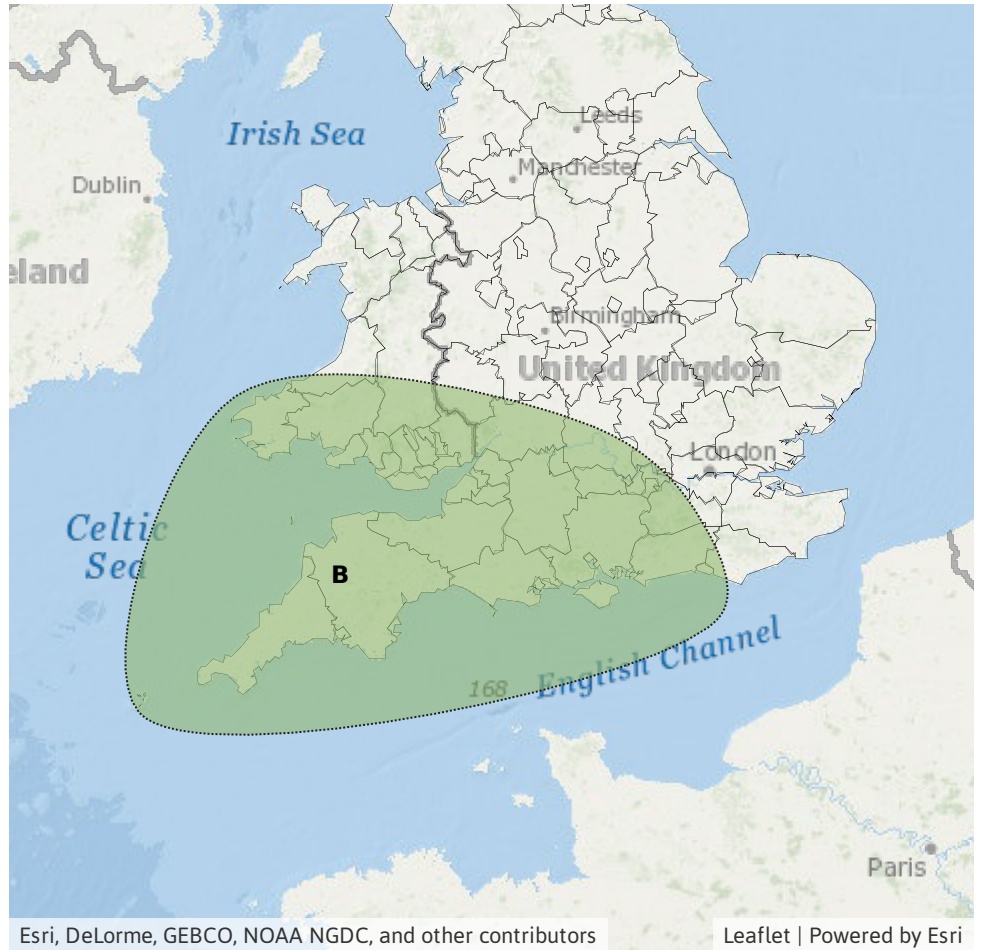 Leeds
Irish Sea
Manchester
Dublin
eland
Birmingham
United Kingdom
London
Celtic
Sea
B
English Channel
168
Paris
Esri, DeLorme, GEBCO, NOAA NGDC, and other contributors
Leaflet | Powered by Esri